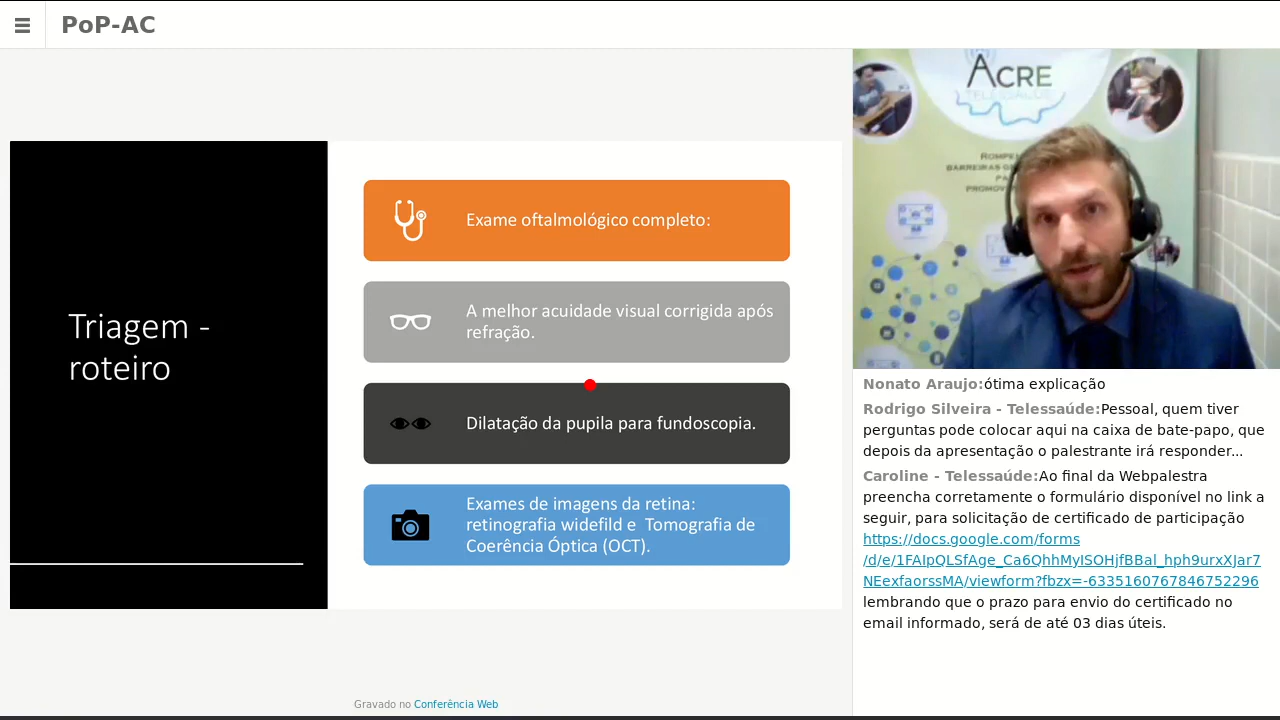 PoP-AC
Triagem -
roteiro
Exame oftalmológico completo:
A melhor acuidade visual corrigida após
refração.
Dilatação da pupila para fundoscopia.
Exames de imagens da retina:
retinografia widefild e Tomografia de
Coerência Óptica (OCT).
Gravado no Conferência Web
ACRE
TELESSAÚDE
Nonato Araujo:ótima explicação
Rodrigo Silveira - Telessaúde:Pessoal, quem tiver
perguntas pode colocar aqui na caixa de bate-papo, que
depois da apresentação o palestrante irá responder...
Caroline - Telessaúde:Ao final da Webpalestra
preencha corretamente o formulário disponível no link a
seguir, para solicitação de certificado de participação
https://docs.google.com/forms
/d/e/1FAIpQLSfAge_Ca6QhhMyISOHjfBBal_hph9urxXJar7
NEexfaorssMA/viewform?fbzx=-6335160767846752296
lembrando que o prazo para envio do certificado no
email informado, será de até 03 dias úteis.